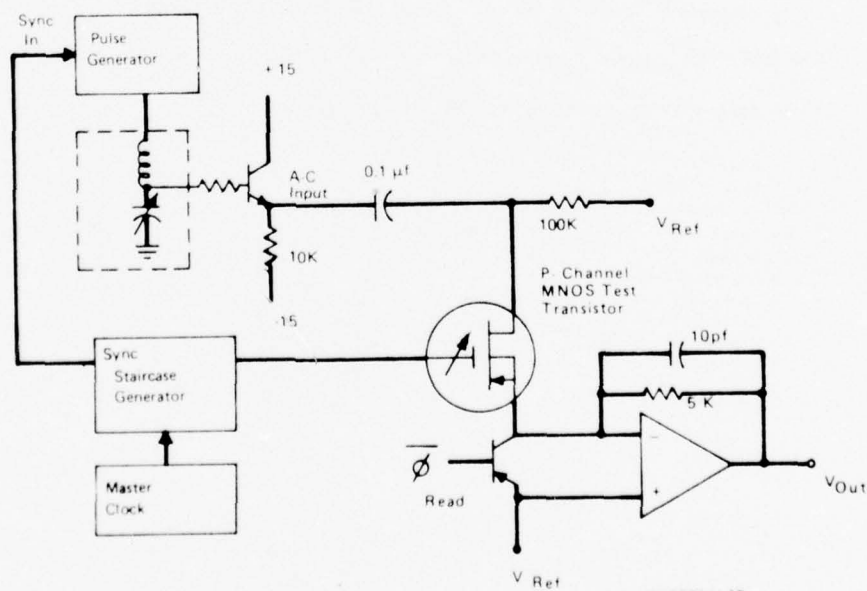 Sync
In
Pulse
Generator
+ 15
A-C
Input
0.1 μf
100K
V Ref
10K
-15
P-Channel
MNOS Test
Transistor
Sync
Staircase
Generator
Master
Clock
10pf
5 K
−
+
ϕ̅
Read
V Out
V Ref